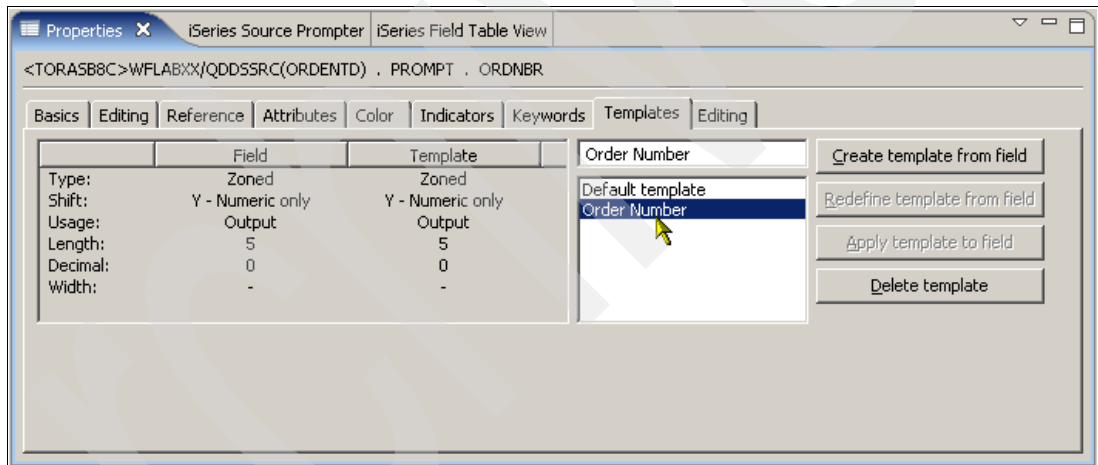 Properties iSeries Source Prompter iSeries Field Table View
<TORASB8C>WFLABXX/QDDSSRC(ORDENTD) . PROMPT . ORDNBR
Basics Editing Reference Attributes Color Indicators Keywords Templates Editing
Field Template
Type: Zoned Zoned
Shift: Y - Numeric only Y - Numeric only
Usage: Output Output
Length: 5 5
Decimal: 0 0
Width: - -
Order Number
Default template
Order Number
Create template from field
Redefine template from field
Apply template to field
Delete template